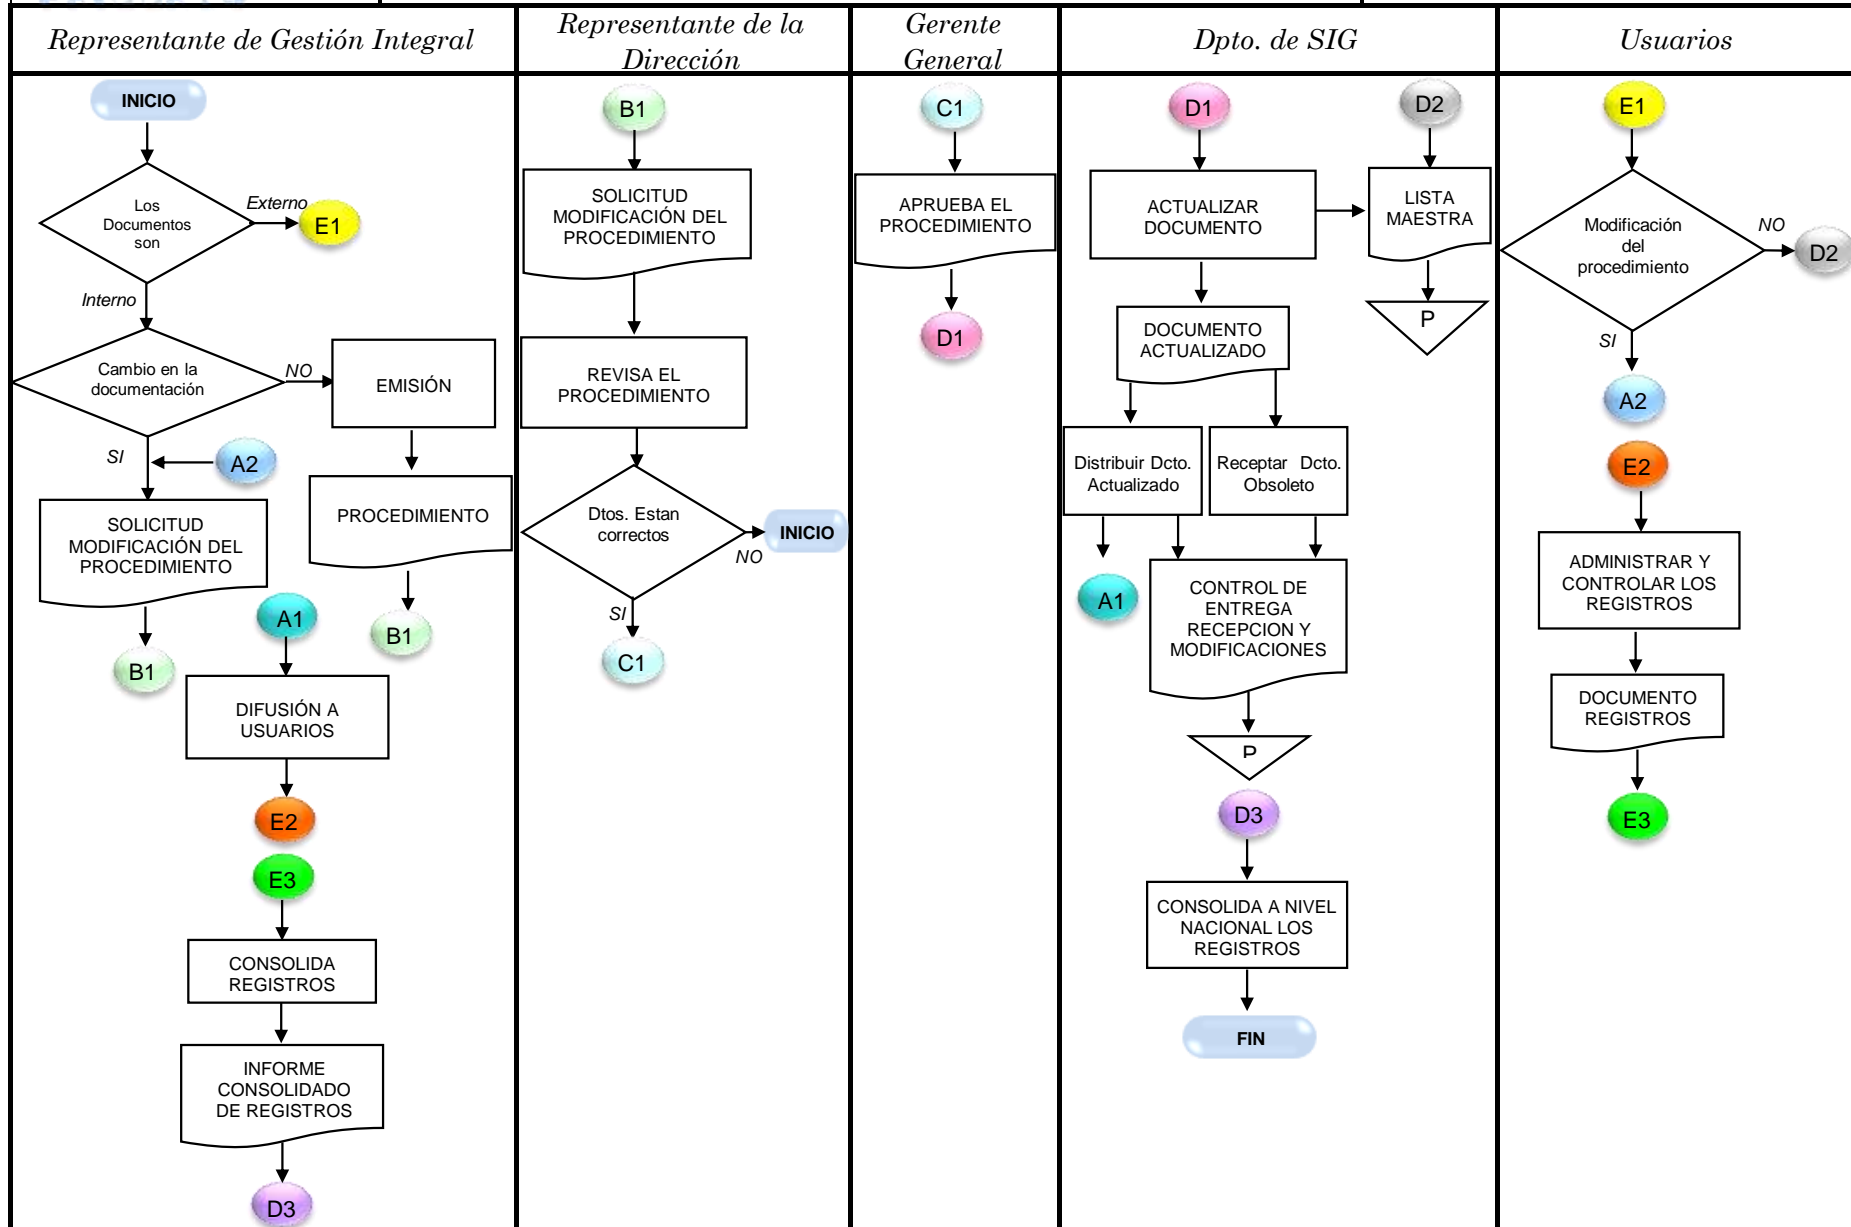 Representante de Gestión Integral
Representante de la
Dirección
Gerente
General
Dpto. de SIG
Usuarios
INICIO
Los
Documentos
son
Externo
E1
Interno
Cambio en la
documentación
NO
EMISIÓN
SI
A2
SOLICITUD
MODIFICACIÓN DEL
PROCEDIMIENTO
PROCEDIMIENTO
B1
B1
A1
DIFUSIÓN A
USUARIOS
E2
E3
CONSOLIDA
REGISTROS
INFORME
CONSOLIDADO
DE REGISTROS
D3
B1
SOLICITUD
MODIFICACIÓN DEL
PROCEDIMIENTO
REVISA EL
PROCEDIMIENTO
Dtos. Estan
correctos
NO
INICIO
SI
C1
C1
APRUEBA EL
PROCEDIMIENTO
D1
D1
ACTUALIZAR
DOCUMENTO
D2
LISTA
MAESTRA
P
DOCUMENTO
ACTUALIZADO
Distribuir Dcto.
Actualizado
Receptar Dcto.
Obsoleto
A1
CONTROL DE
ENTREGA
RECEPCION Y
MODIFICACIONES
P
D3
CONSOLIDA A NIVEL
NACIONAL LOS
REGISTROS
FIN
E1
Modificación
del
procedimiento
NO
D2
SI
A2
E2
ADMINISTRAR Y
CONTROLAR LOS
REGISTROS
DOCUMENTO
REGISTROS
E3